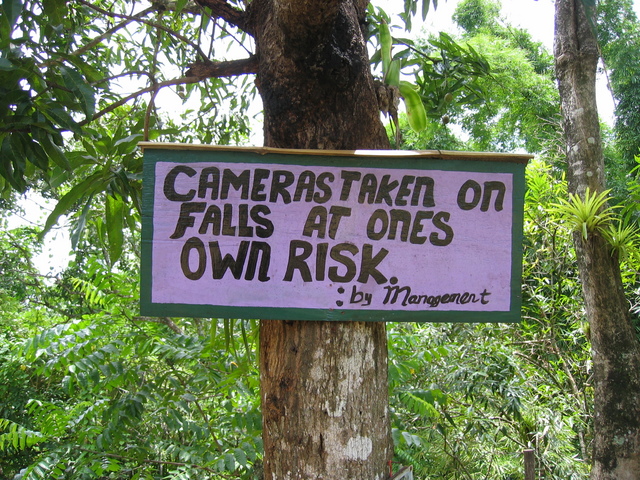 CAMERAS TAKEN ON
FALLS AT ONES
OWN RISK.
: by Management